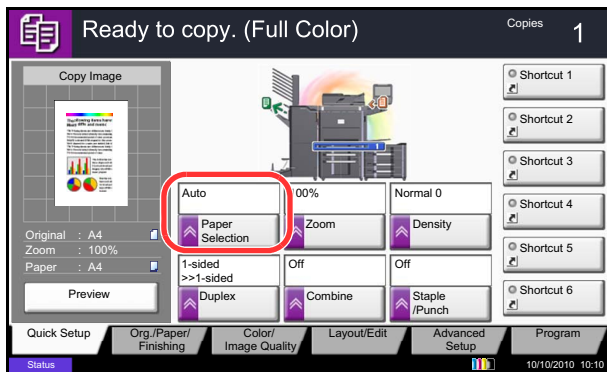 Ready to copy. (Full Color)
Copies 1
Copy Image
Original : A4
Zoom : 100%
Paper : A4
Preview
Auto
Paper
Selection
100%
Zoom
Normal 0
Density
1-sided
>>1-sided
Duplex
Off
Combine
Off
Staple
/Punch
Shortcut 1
Shortcut 2
Shortcut 3
Shortcut 4
Shortcut 5
Shortcut 6
Quick Setup
Org./Paper/
Finishing
Color/
Image Quality
Layout/Edit
Advanced
Setup
Program
Status
10/10/2010 10:10